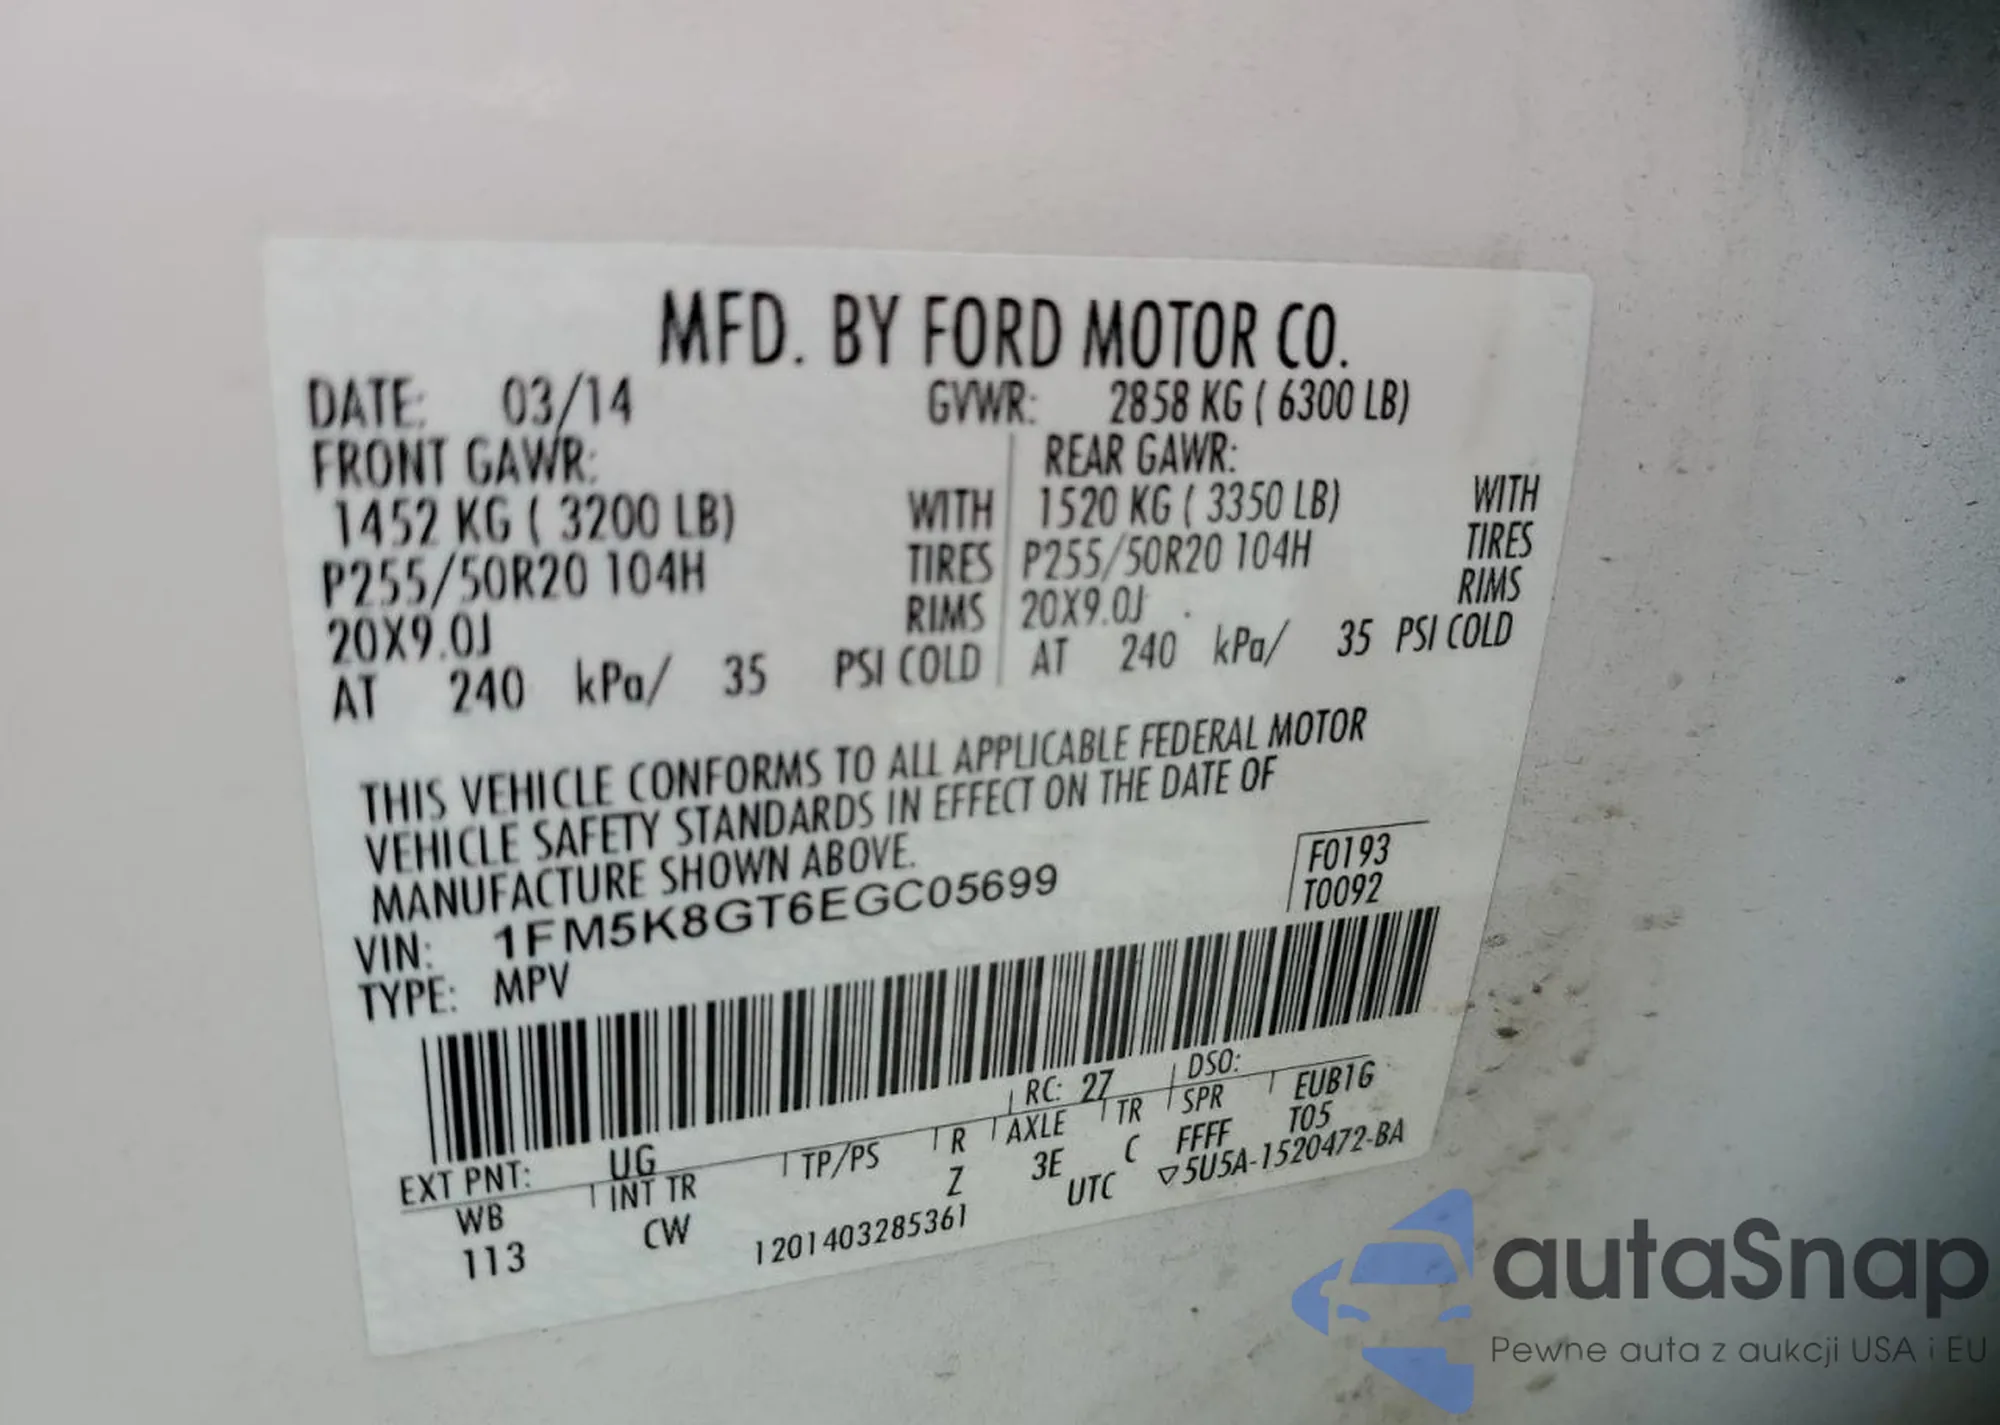 MFD. BY FORD MOTOR CO.
DATE: 03/14 GVWR: 2858 KG ( 6300 LB)
FRONT GAWR: REAR GAWR:
1452 KG ( 3200 LB) WITH 1520 KG ( 3350 LB) WITH
P255/50R20 104H TIRES P255/50R20 104H TIRES
20X9.0J RIMS 20X9.0J RIMS
AT 240 kPa/ 35 PSI COLD AT 240 kPa/ 35 PSI COLD
THIS VEHICLE CONFORMS TO ALL APPLICABLE FEDERAL MOTOR
VEHICLE SAFETY STANDARDS IN EFFECT ON THE DATE OF
MANUFACTURE SHOWN ABOVE.
F0193
T0092
VIN: 1FM5K8GT6EGC05699
TYPE: MPV
RC: 27 DSO:
EXT PNT: UG
WB INT TR TP/PS R AXLE TR SPR EUB1G
113 CW Z 3E C FFFF T05
1201403285361 UTC ▽5U5A-1520472-BA
autaSnap
Pewne auta z aukcji USA i EU